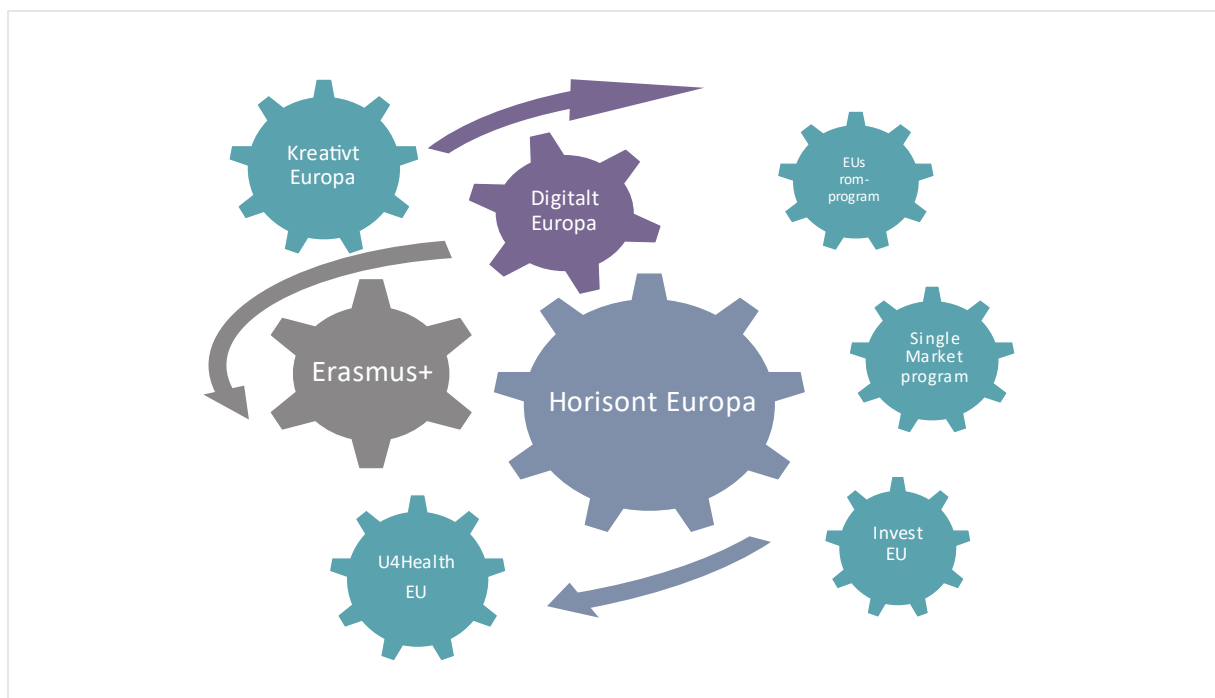 Kreativt
Europa
Digitalt
Europa
EUs
rom-
program
Erasmus+
Horisont Europa
Single
Market
program
U4Health
EU
Invest
EU